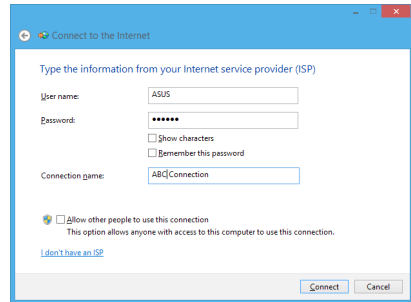 Connect to the Internet
Type the information from your Internet service provider (ISP)
User name: ASUS
Password: ••••••
Show characters
Remember this password
Connection name: ABC Connection
Allow other people to use this connection
This option allows anyone with access to this computer to use this connection.
I don't have an ISP
Connect Cancel